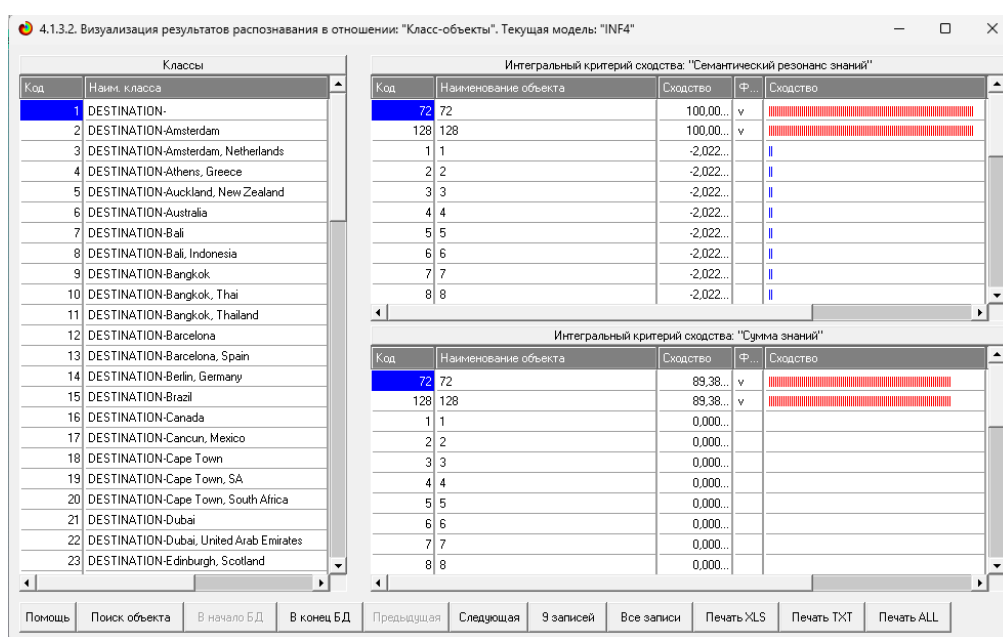 4.1.3.2. Визуализация результатов распознавания в отношении: "Класс-объекты". Текущая модель: "INF4"
Классы
Код Наим. класса
1 DESTINATION-
2 DESTINATION-Amsterdam
3 DESTINATION-Amsterdam, Netherlands
4 DESTINATION-Athens, Greece
5 DESTINATION-Auckland, New Zealand
6 DESTINATION-Australia
7 DESTINATION-Bali
8 DESTINATION-Bali, Indonesia
9 DESTINATION-Bangkok
10 DESTINATION-Bangkok, Thai
11 DESTINATION-Bangkok, Thailand
12 DESTINATION-Barcelona
13 DESTINATION-Barcelona, Spain
14 DESTINATION-Berlin, Germany
15 DESTINATION-Brazil
16 DESTINATION-Canada
17 DESTINATION-Cancun, Mexico
18 DESTINATION-Cape Town
19 DESTINATION-Cape Town, SA
20 DESTINATION-Cape Town, South Africa
21 DESTINATION-Dubai
22 DESTINATION-Dubai, United Arab Emirates
23 DESTINATION-Edinburgh, Scotland
Интегральный критерий сходства: "Семантический резонанс знаний"
Код Наименование объекта Сходство Ф... Сходство
72 72 100,00... v
128 128 100,00... v
1 1 -2,022...
2 2 -2,022...
3 3 -2,022...
4 4 -2,022...
5 5 -2,022...
6 6 -2,022...
7 7 -2,022...
8 8 -2,022...
Интегральный критерий сходства: "Сумма знаний"
Код Наименование объекта Сходство Ф... Сходство
72 72 89,38... v
128 128 89,38... v
1 1 0,000...
2 2 0,000...
3 3 0,000...
4 4 0,000...
5 5 0,000...
6 6 0,000...
7 7 0,000...
8 8 0,000...
Помощь Поиск объекта В начало БД В конец БД Предыдущая Следующая 9 записей Все записи Печать XLS Печать TXT Печать ALL